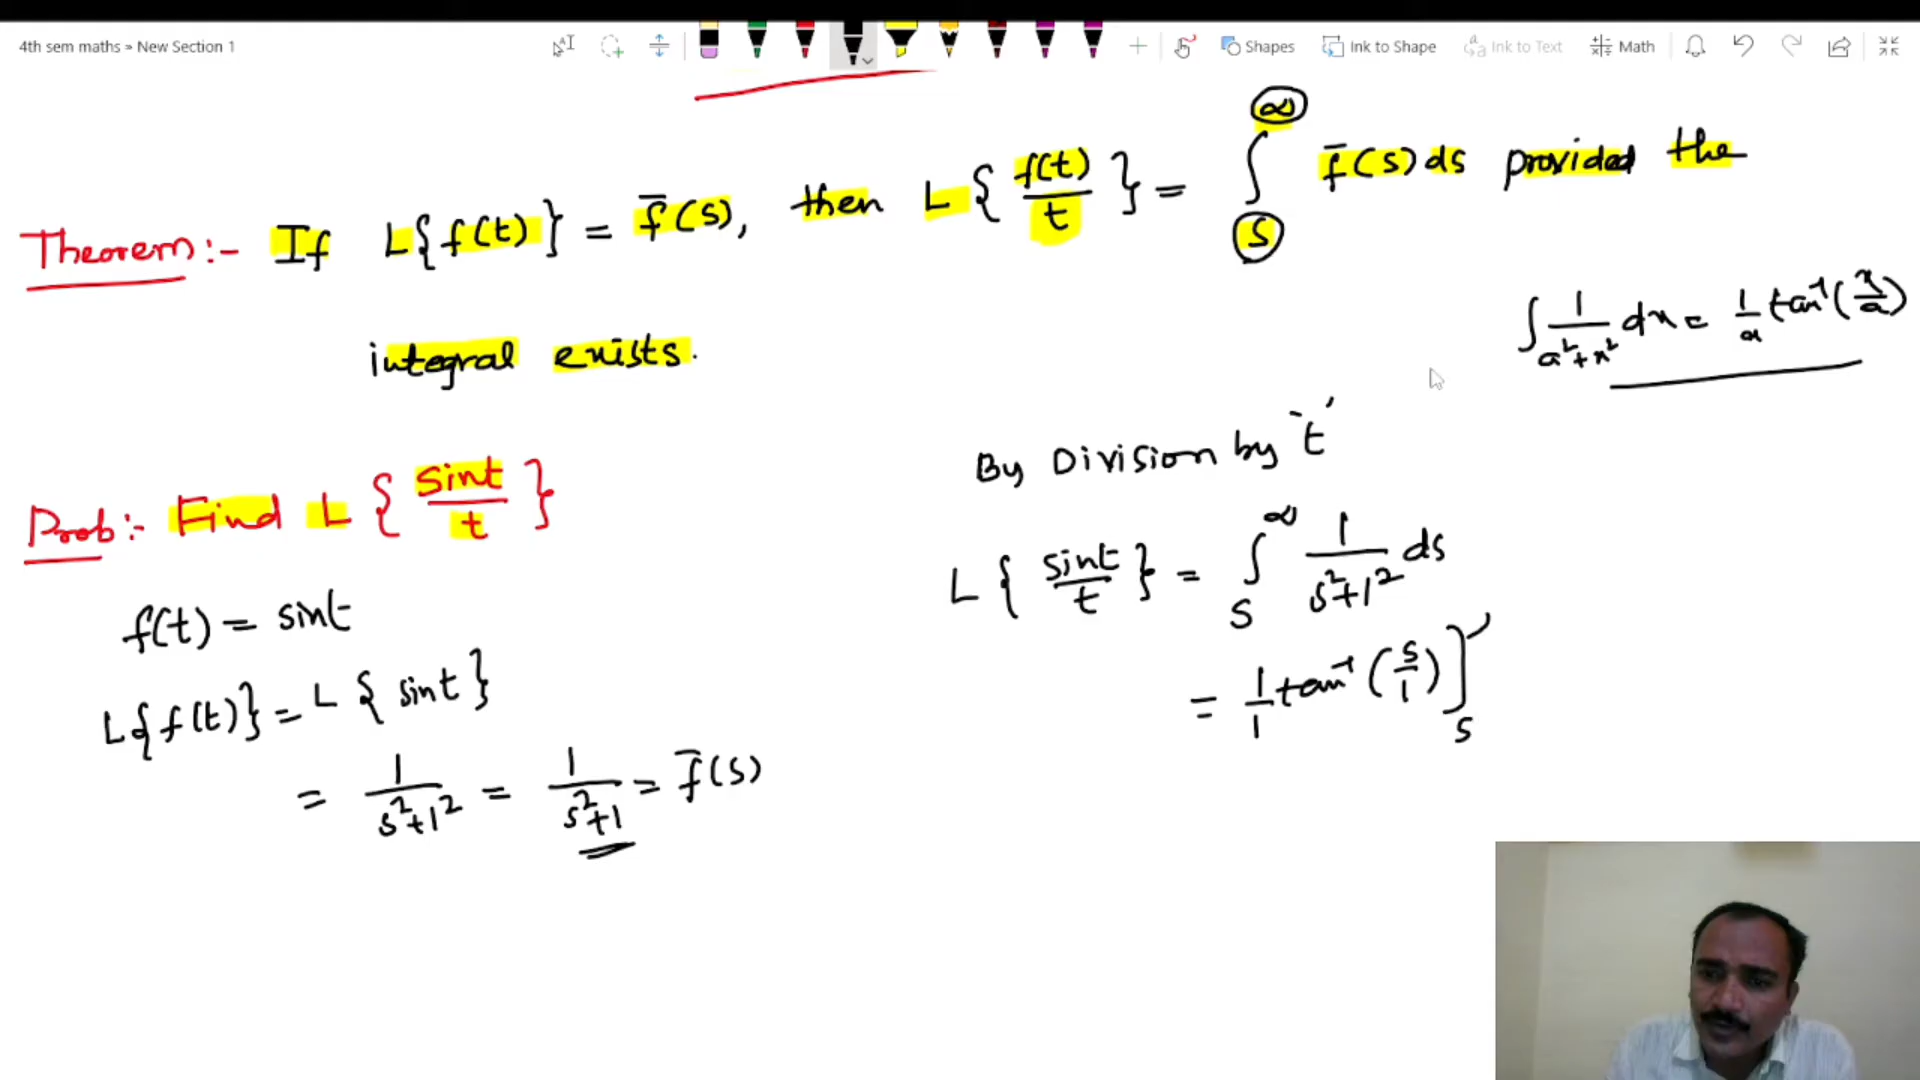 4th sem maths » New Section 1
Shapes
Ink to Shape
Ink to Text
Math
Theorem:- If L{f(t)} = f̄(s), then L{f(t)/t} = ∫_s^∞ f̄(s) ds provided the
integral exists.
∫ 1/(a²+x²) dx = 1/a tan⁻¹(x/a)
Prob:- Find L{sint/t}
f(t) = sint
L{f(t)} = L{sint}
= 1/(s²+1²) = 1/(s²+1) = f̄(s)
By Division by 't'
L{sint/t} = ∫_s^∞ 1/(s²+1²) ds
= 1/1 tan⁻¹(s/1)]_s